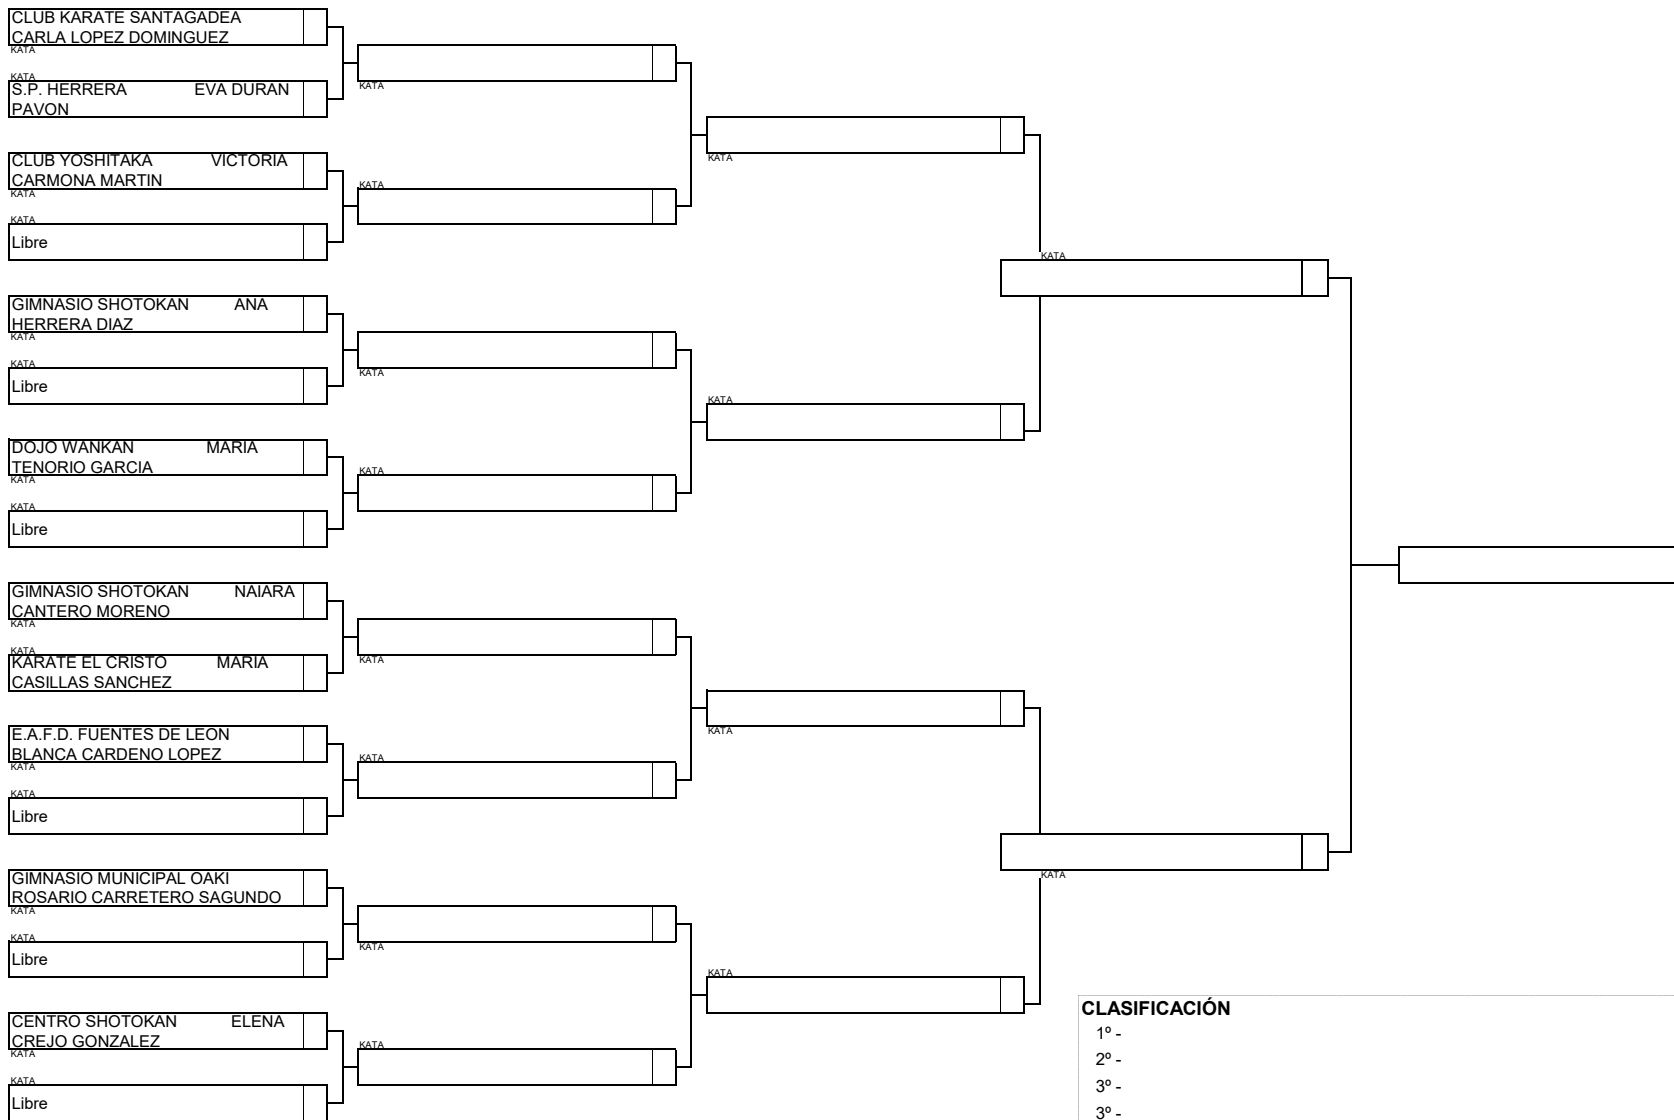 CLUB KARATE SANTAGADEA
CARLA LOPEZ DOMINGUEZ
KATA
KATA
S.P. HERRERA EVA DURAN
PAVON
CLUB YOSHITAKA VICTORIA
CARMONA MARTIN
KATA
KATA
Libre
GIMNASIO SHOTOKAN ANA
HERRERA DIAZ
KATA
KATA
Libre
DOJO WANKAN MARIA
TENORIO GARCIA
KATA
KATA
Libre
GIMNASIO SHOTOKAN NAIARA
CANTERO MORENO
KATA
KATA
KARATE EL CRISTO MARIA
CASILLAS SANCHEZ
E.A.F.D. FUENTES DE LEON
BLANCA CARDENO LOPEZ
KATA
KATA
Libre
GIMNASIO MUNICIPAL OAKI
ROSARIO CARRETERO SAGUNDO
KATA
KATA
Libre
CENTRO SHOTOKAN ELENA
CREJO GONZALEZ
KATA
KATA
Libre
KATA
KATA
KATA
KATA
KATA
KATA
KATA
KATA
KATA
KATA
KATA
KATA
KATA
KATA
CLASIFICACIÓN
1º -
2º -
3º -
3º -